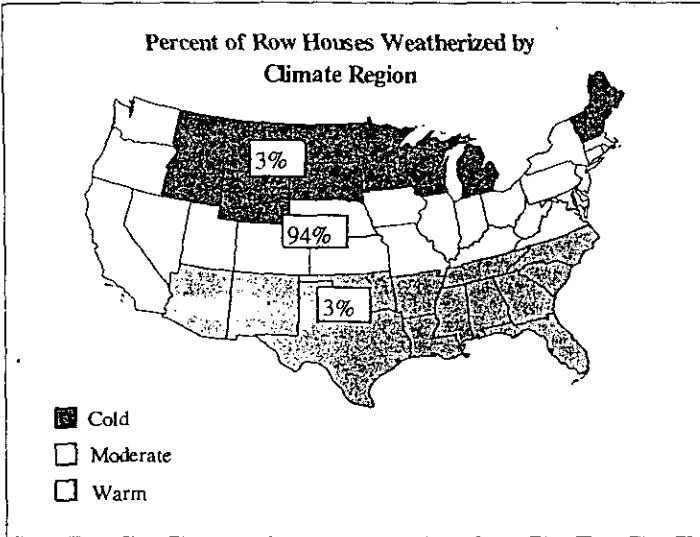 Percent of Row Houses Weatherized by
Climate Region
3%
94%
3%
Cold
Moderate
Warm